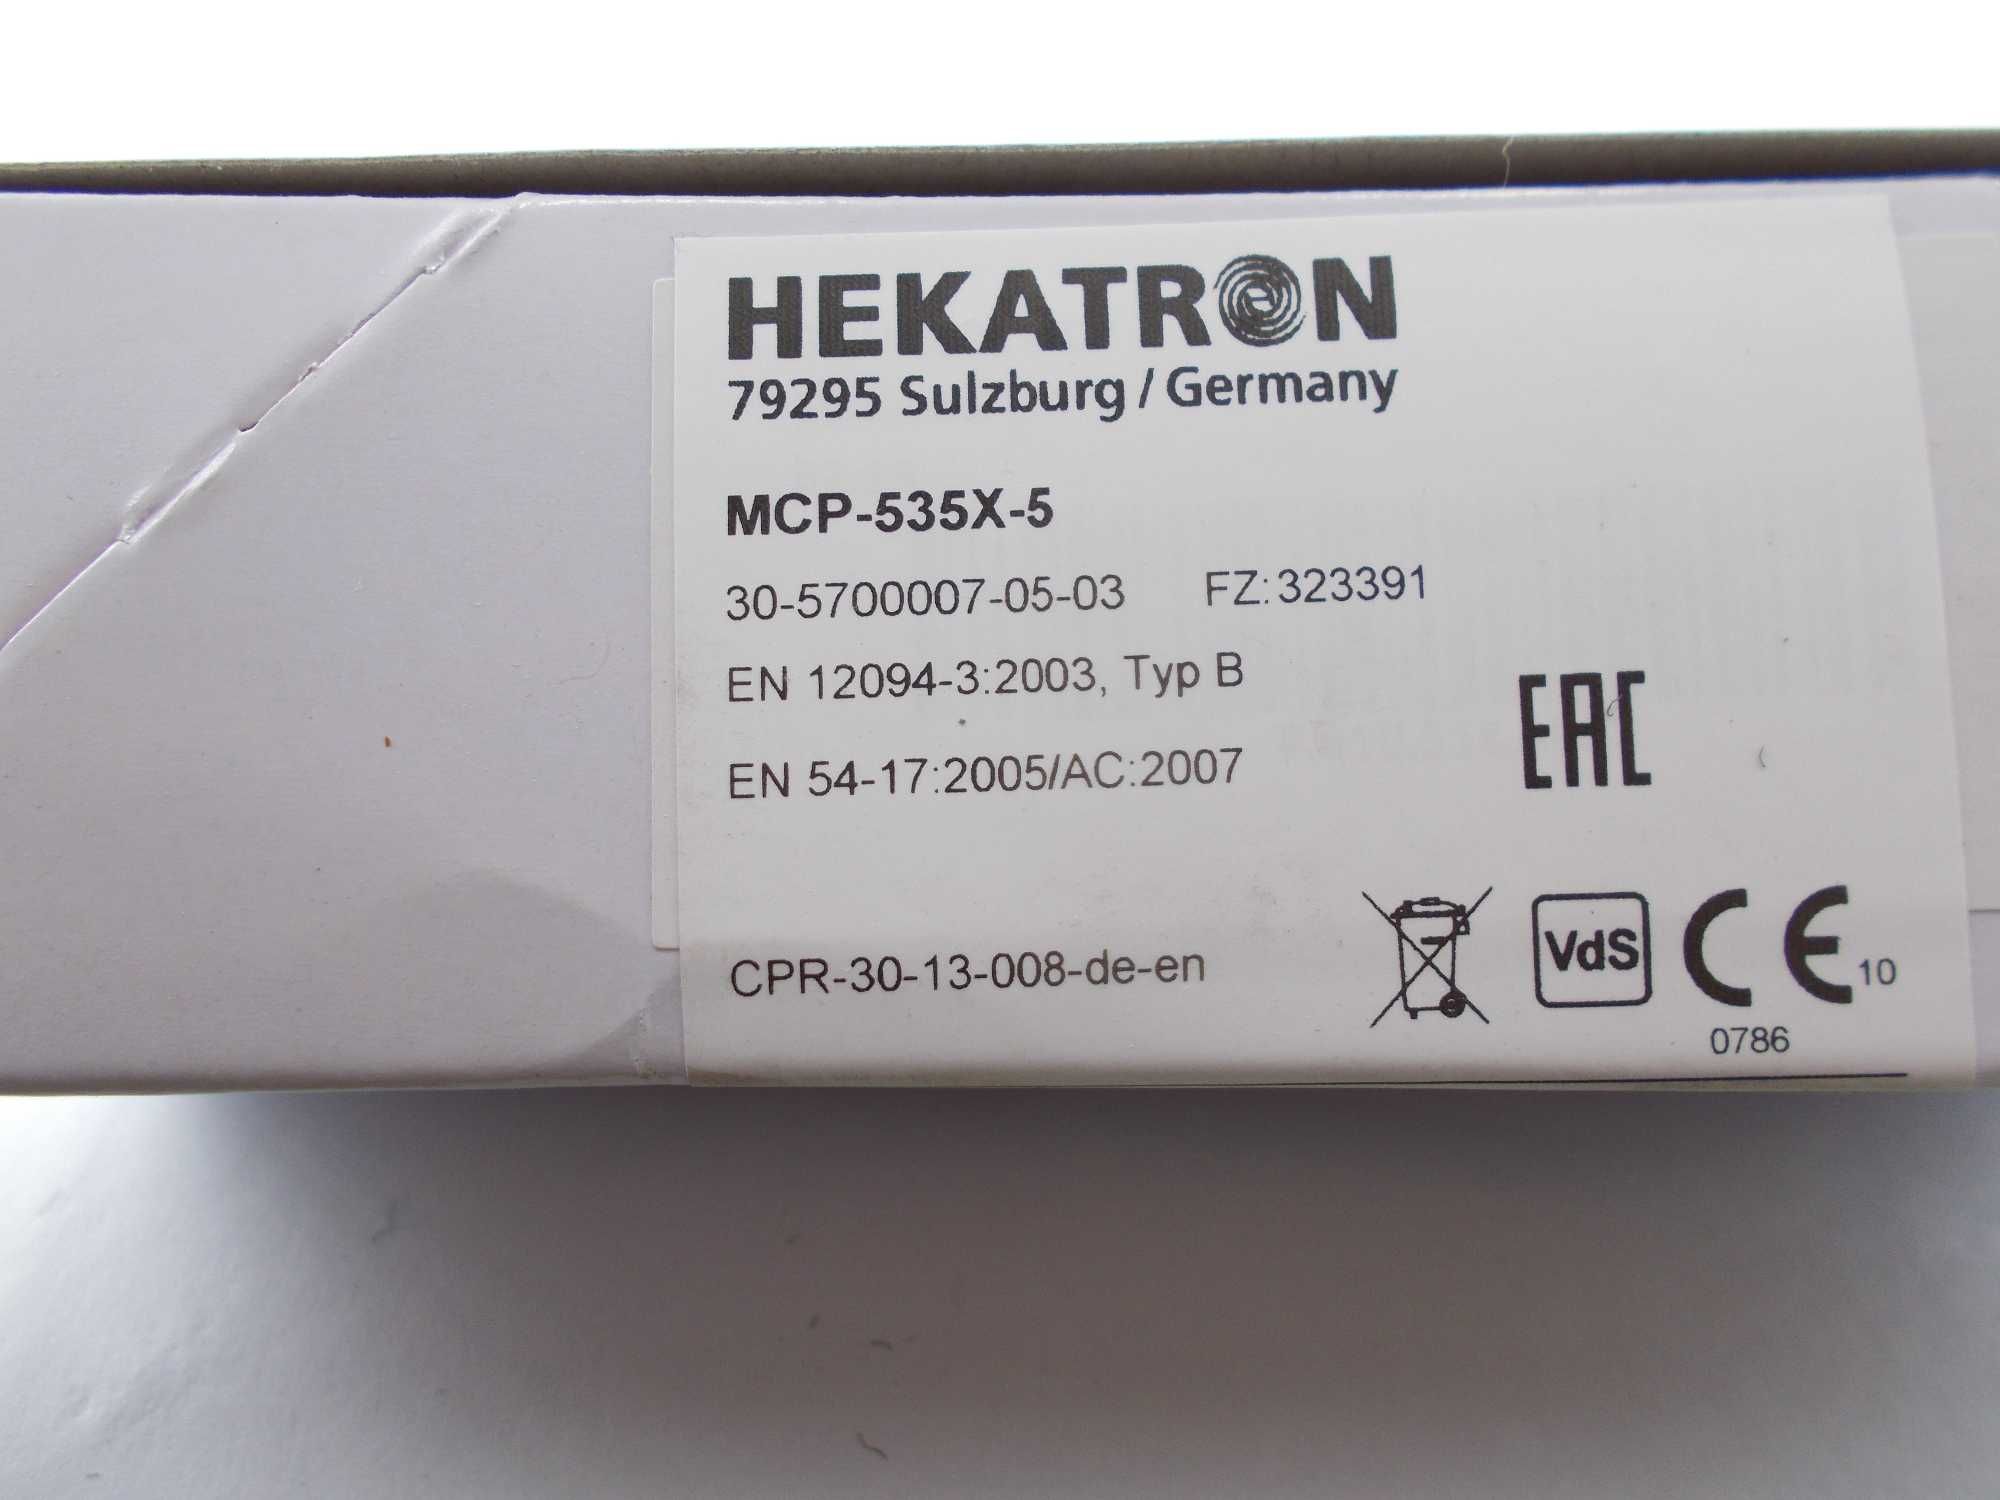 HEKATRON
79295 Sulzburg / Germany
MCP-535X-5
30-5700007-05-03 FZ: 323391
EN 12094-3:2003, Typ B
EN 54-17:2005/AC:2007
EAC
CPR-30-13-008-de-en
VdS
CE 10
0786